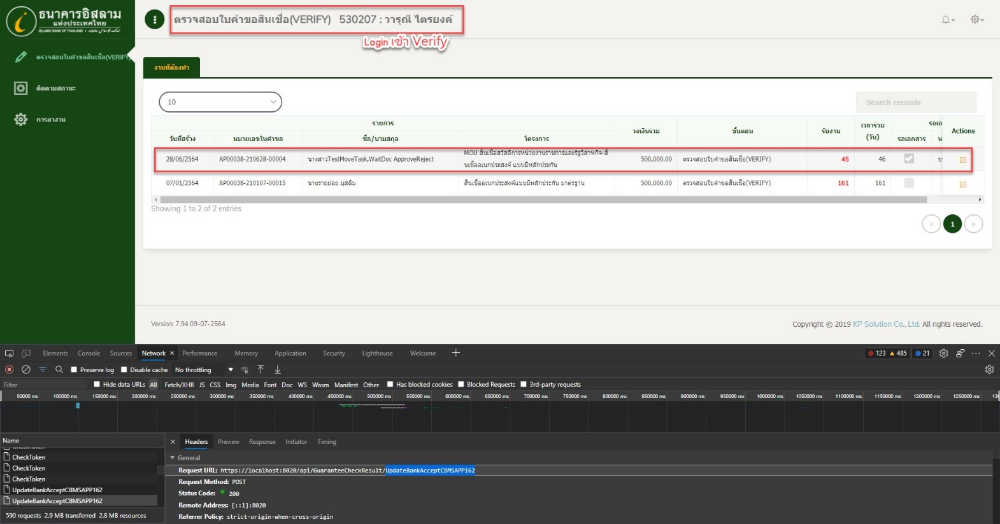 ธนาคารอิสลาม
แห่งประเทศไทย
ISLAMIC BANK OF THAILAND
ตรวจสอบใบคำขอสินเชื่อ(VERIFY) 530207 : วารุณี ไตรยงค์
Login เข้า Verify
ตรวจสอบใบคำขอสินเชื่อ(VERIFY)
ติดตามสถานะ
การลางาน
งานที่ต้องทำ
10
Search records
รายการ วงเงินรวม ขั้นตอน รับงาน เวลารวม (วัน) รอเอ Actions
วันที่สร้าง หมายเลขใบคำขอ ชื่อ/นามสกุล โครงการ รอเอกสาร
28/06/2564 AP00038-210628-00004 นางสาวTestMoveTask,WaitDoc ApproveReject MOU สินเชื่อสวัสดิการหน่วยงานราชการและรัฐวิสาหกิจ-สิ
นเชื่ออเนกประสงค์ แบบมีหลักประกัน 500,000.00 ตรวจสอบใบคำขอสินเชื่อ(VERIFY) 45 46
07/01/2564 AP00038-210107-00015 นายรายย่อย มุสลิม สินเชื่ออเนกประสงค์แบบมีหลักประกัน มาตรฐาน 500,000.00 ตรวจสอบใบคำขอสินเชื่อ(VERIFY) 161 161
Showing 1 to 2 of 2 entries
« 1 »
Version: 7.94 09-07-2564
Copyright © 2019 KP Solution Co., Ltd. All rights reserved.
Elements Console Sources Network × Performance Memory Application Security Lighthouse Welcome + 123 485 21
Preserve log Disable cache No throttling
Filter Hide data URLs All Fetch/XHR JS CSS Img Media Font Doc WS Wasm Manifest Other Has blocked cookies Blocked Requests 3rd-party requests
50000 ms 100000 ms 150000 ms 200000 ms 250000 ms 300000 ms 350000 ms 400000 ms 450000 ms 500000 ms 550000 ms 600000 ms 650000 ms 700000 ms 750000 ms 800000 ms 850000 ms 900000 ms 950000 ms 1000000 ms 1050000 ms 1100000 ms 1150000 ms 1200000 ms 1250000 ms 13
Name
CheckToken
CheckToken
CheckToken
CheckToken
UpdateBankAcceptCBMSAPP162
UpdateBankAcceptCBMSAPP162
590 requests 2.9 MB transferred 2.8 MB resources
× Headers Preview Response Initiator Timing
General
Request URL: https://localhost:8020/api/GuaranteeCheckResult/UpdateBankAcceptCBMSAPP162
Request Method: POST
Status Code: 200
Remote Address: [::1]:8020
Referrer Policy: strict-origin-when-cross-origin